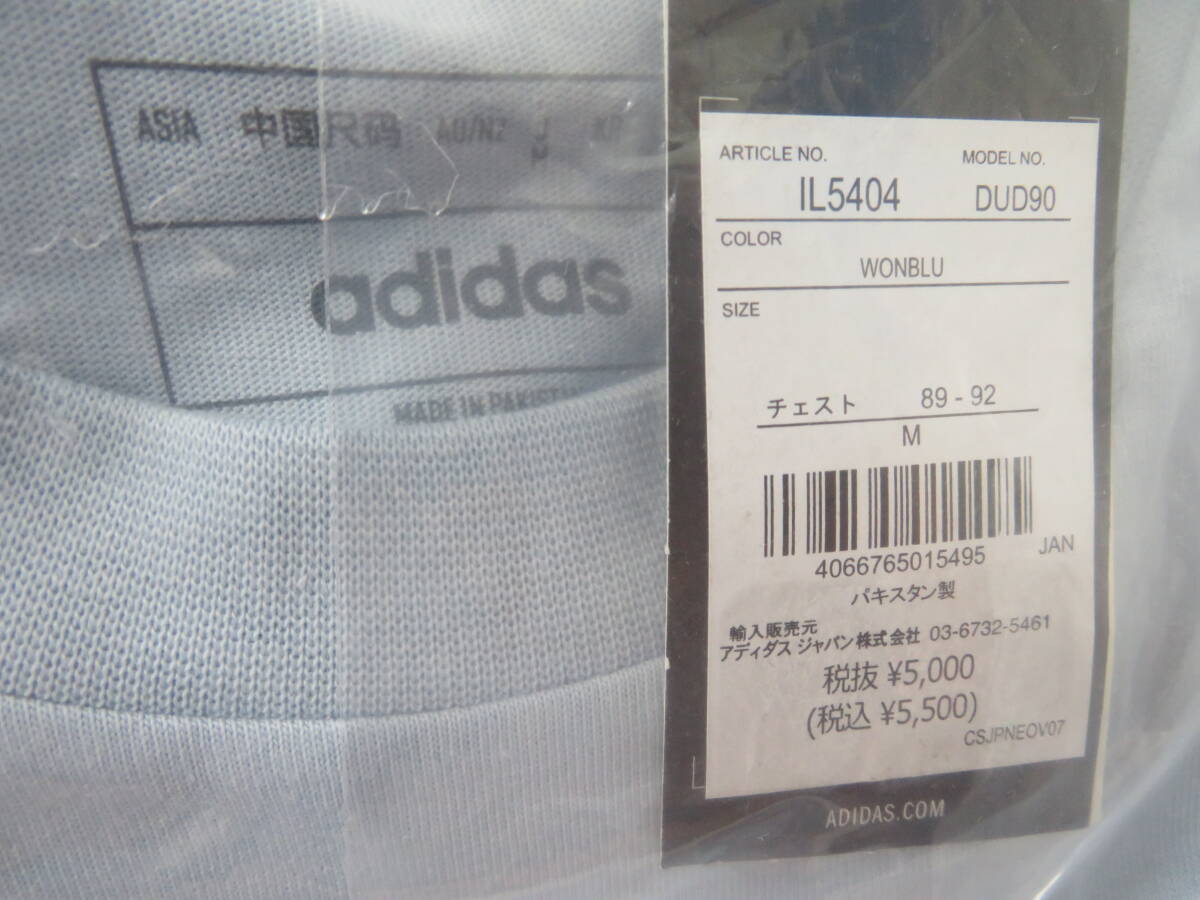 ASIA 中国尺码 AU/NZ J KR
adidas
MADE IN
ARTICLE NO. MODEL NO.
IL5404 DUD90
COLOR
WONBLU
SIZE
チェスト 89 - 92
M
4066765015495 JAN
パキスタン製
輸入販売元
アディダス ジャパン株式会社 03-6732-5461
税抜 ¥5,000
(税込 ¥5,500)
CSJPNEOV07
ADIDAS.COM